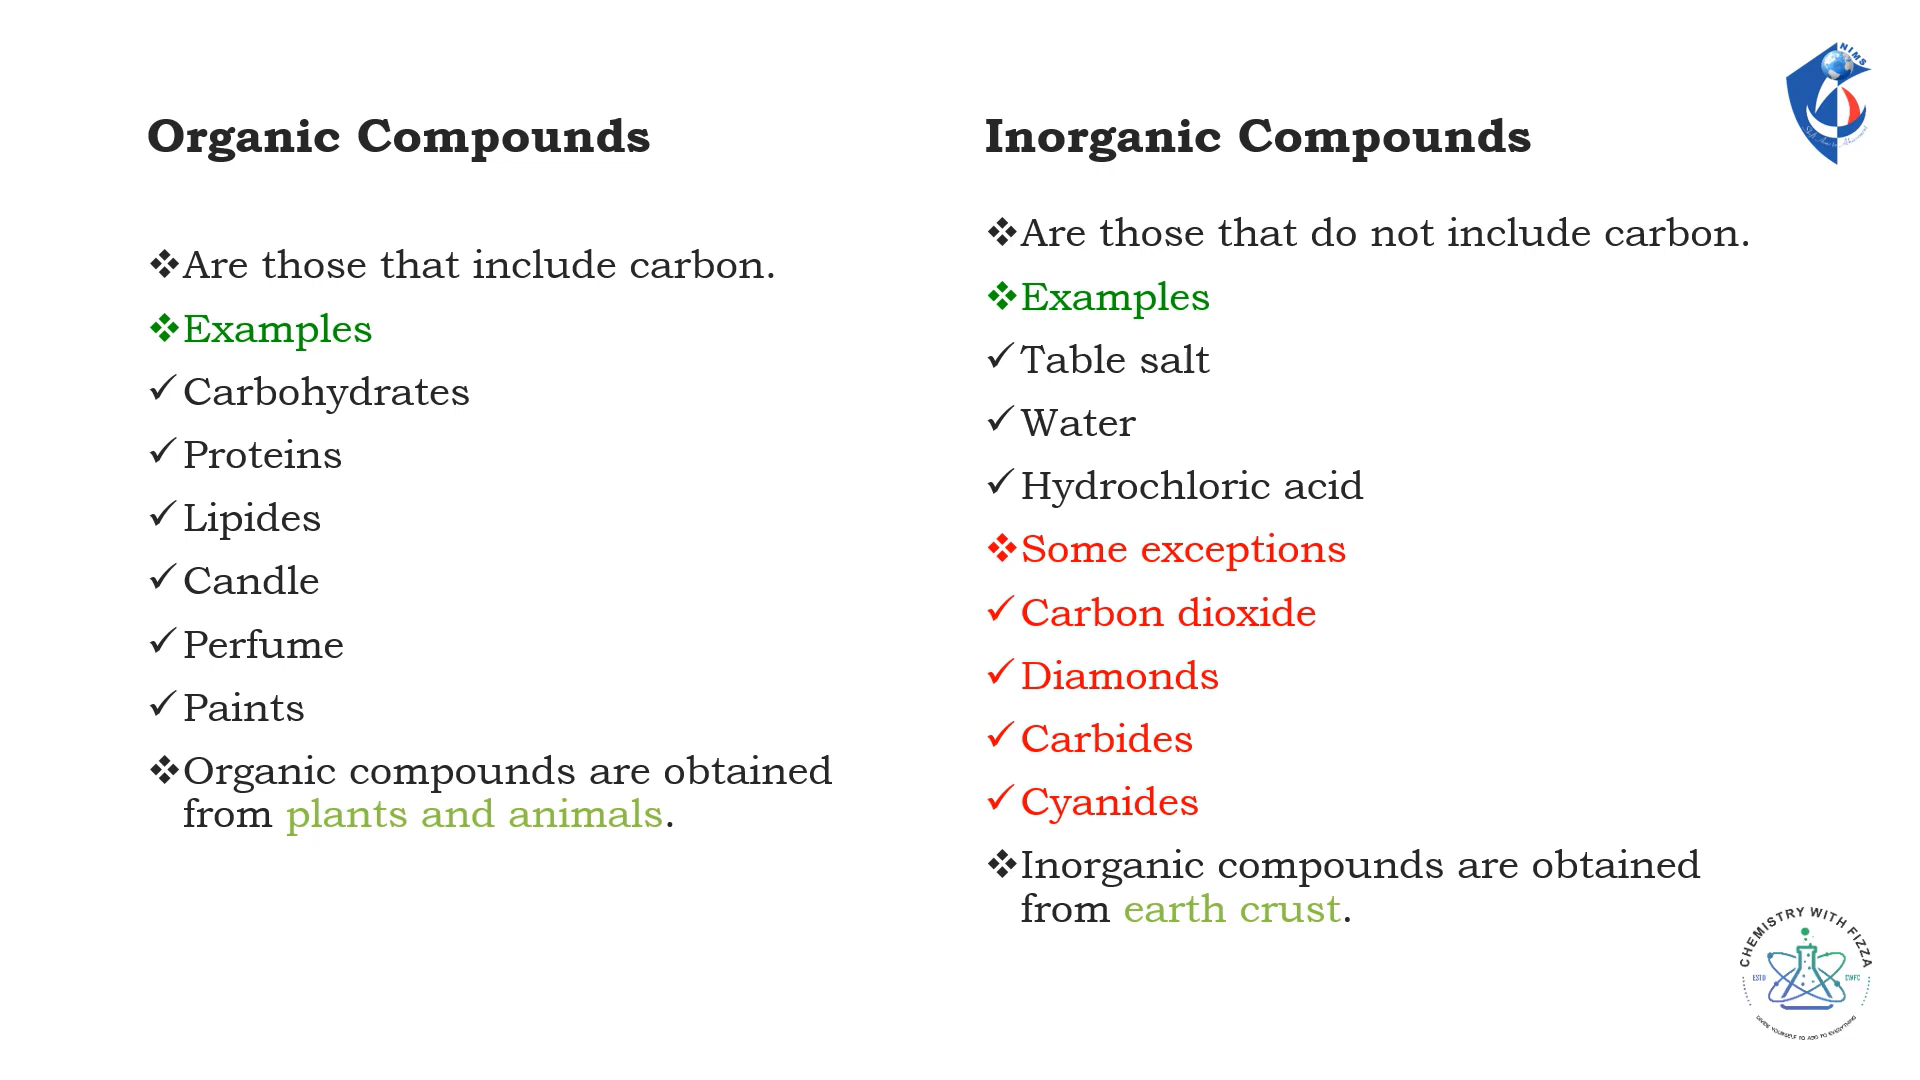 Organic Compounds
❖Are those that include carbon.
❖Examples
✓Carbohydrates
✓Proteins
✓Lipides
✓Candle
✓Perfume
✓Paints
❖Organic compounds are obtained
from plants and animals.
Inorganic Compounds
❖Are those that do not include carbon.
❖Examples
✓Table salt
✓Water
✓Hydrochloric acid
❖Some exceptions
✓Carbon dioxide
✓Diamonds
✓Carbides
✓Cyanides
❖Inorganic compounds are obtained
from earth crust.
NIMS
CHEMISTRY WITH FIZZA
ESTD